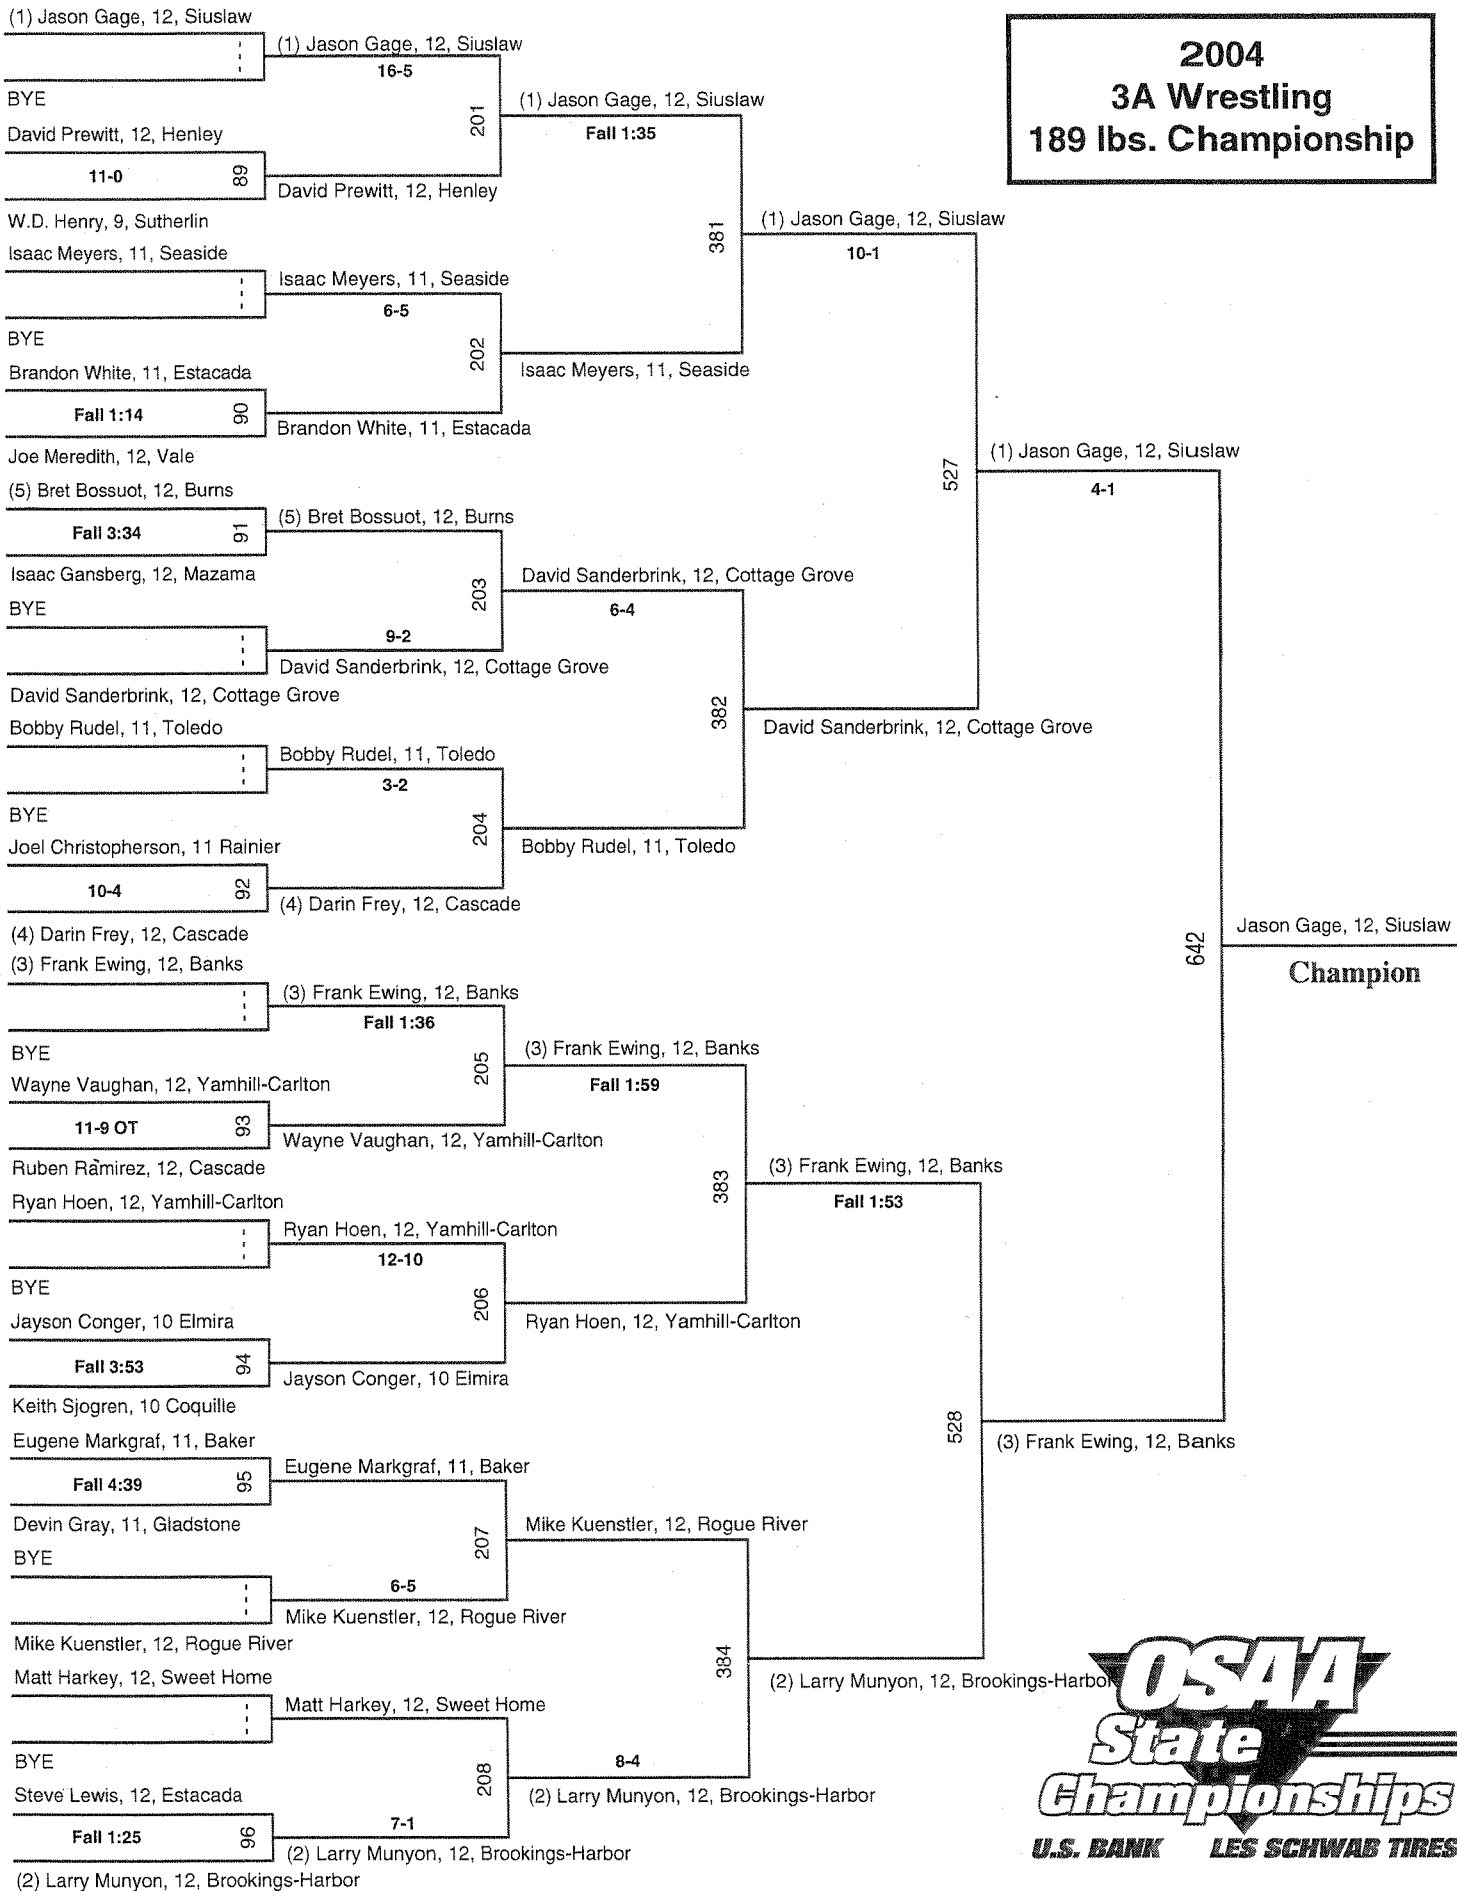 (1) Jason Gage, 12, Siuslaw
BYE
David Prewitt, 12, Henley
11-0
89
W.D. Henry, 9, Sutherlin
Isaac Meyers, 11, Seaside
BYE
Brandon White, 11, Estacada
Fall 1:14
90
Joe Meredith, 12, Vale
(5) Bret Bossuot, 12, Burns
Fall 3:34
91
Isaac Gansberg, 12, Mazama
BYE
David Sanderbrink, 12, Cottage Grove
Bobby Rudel, 11, Toledo
BYE
Joel Christopherson, 11 Rainier
10-4
92
(4) Darin Frey, 12, Cascade
(3) Frank Ewing, 12, Banks
BYE
Wayne Vaughan, 12, Yamhill-Carlton
11-9 OT
93
Ruben Ramirez, 12, Cascade
Ryan Hoen, 12, Yamhill-Carlton
BYE
Jayson Conger, 10 Elmira
Fall 3:53
94
Keith Sjogren, 10 Coquille
Eugene Markgraf, 11, Baker
Fall 4:39
95
Devin Gray, 11, Gladstone
BYE
Mike Kuenstler, 12, Rogue River
Matt Harkey, 12, Sweet Home
BYE
Steve Lewis, 12, Estacada
Fall 1:25
96
(2) Larry Munyon, 12, Brookings-Harbor
(1) Jason Gage, 12, Siuslaw
16-5
201
David Prewitt, 12, Henley
Isaac Meyers, 11, Seaside
6-5
202
Brandon White, 11, Estacada
(5) Bret Bossuot, 12, Burns
203
9-2
David Sanderbrink, 12, Cottage Grove
Bobby Rudel, 11, Toledo
3-2
204
(4) Darin Frey, 12, Cascade
(3) Frank Ewing, 12, Banks
Fall 1:36
205
Wayne Vaughan, 12, Yamhill-Carlton
Ryan Hoen, 12, Yamhill-Carlton
12-10
206
Jayson Conger, 10 Elmira
Eugene Markgraf, 11, Baker
207
6-5
Mike Kuenstler, 12, Rogue River
Matt Harkey, 12, Sweet Home
208
7-1
(2) Larry Munyon, 12, Brookings-Harbor
(1) Jason Gage, 12, Siuslaw
Fall 1:35
381
Isaac Meyers, 11, Seaside
David Sanderbrink, 12, Cottage Grove
6-4
382
Bobby Rudel, 11, Toledo
(3) Frank Ewing, 12, Banks
Fall 1:59
383
Ryan Hoen, 12, Yamhill-Carlton
Mike Kuenstler, 12, Rogue River
384
8-4
(2) Larry Munyon, 12, Brookings-Harbor
(1) Jason Gage, 12, Siuslaw
10-1
527
David Sanderbrink, 12, Cottage Grove
(3) Frank Ewing, 12, Banks
Fall 1:53
528
(2) Larry Munyon, 12, Brookings-Harbor
(1) Jason Gage, 12, Siuslaw
4-1
642
(3) Frank Ewing, 12, Banks
Jason Gage, 12, Siuslaw
Champion
2004
3A Wrestling
189 lbs. Championship
OSAA
State
Championships
U.S. BANK LES SCHWAB TIRES